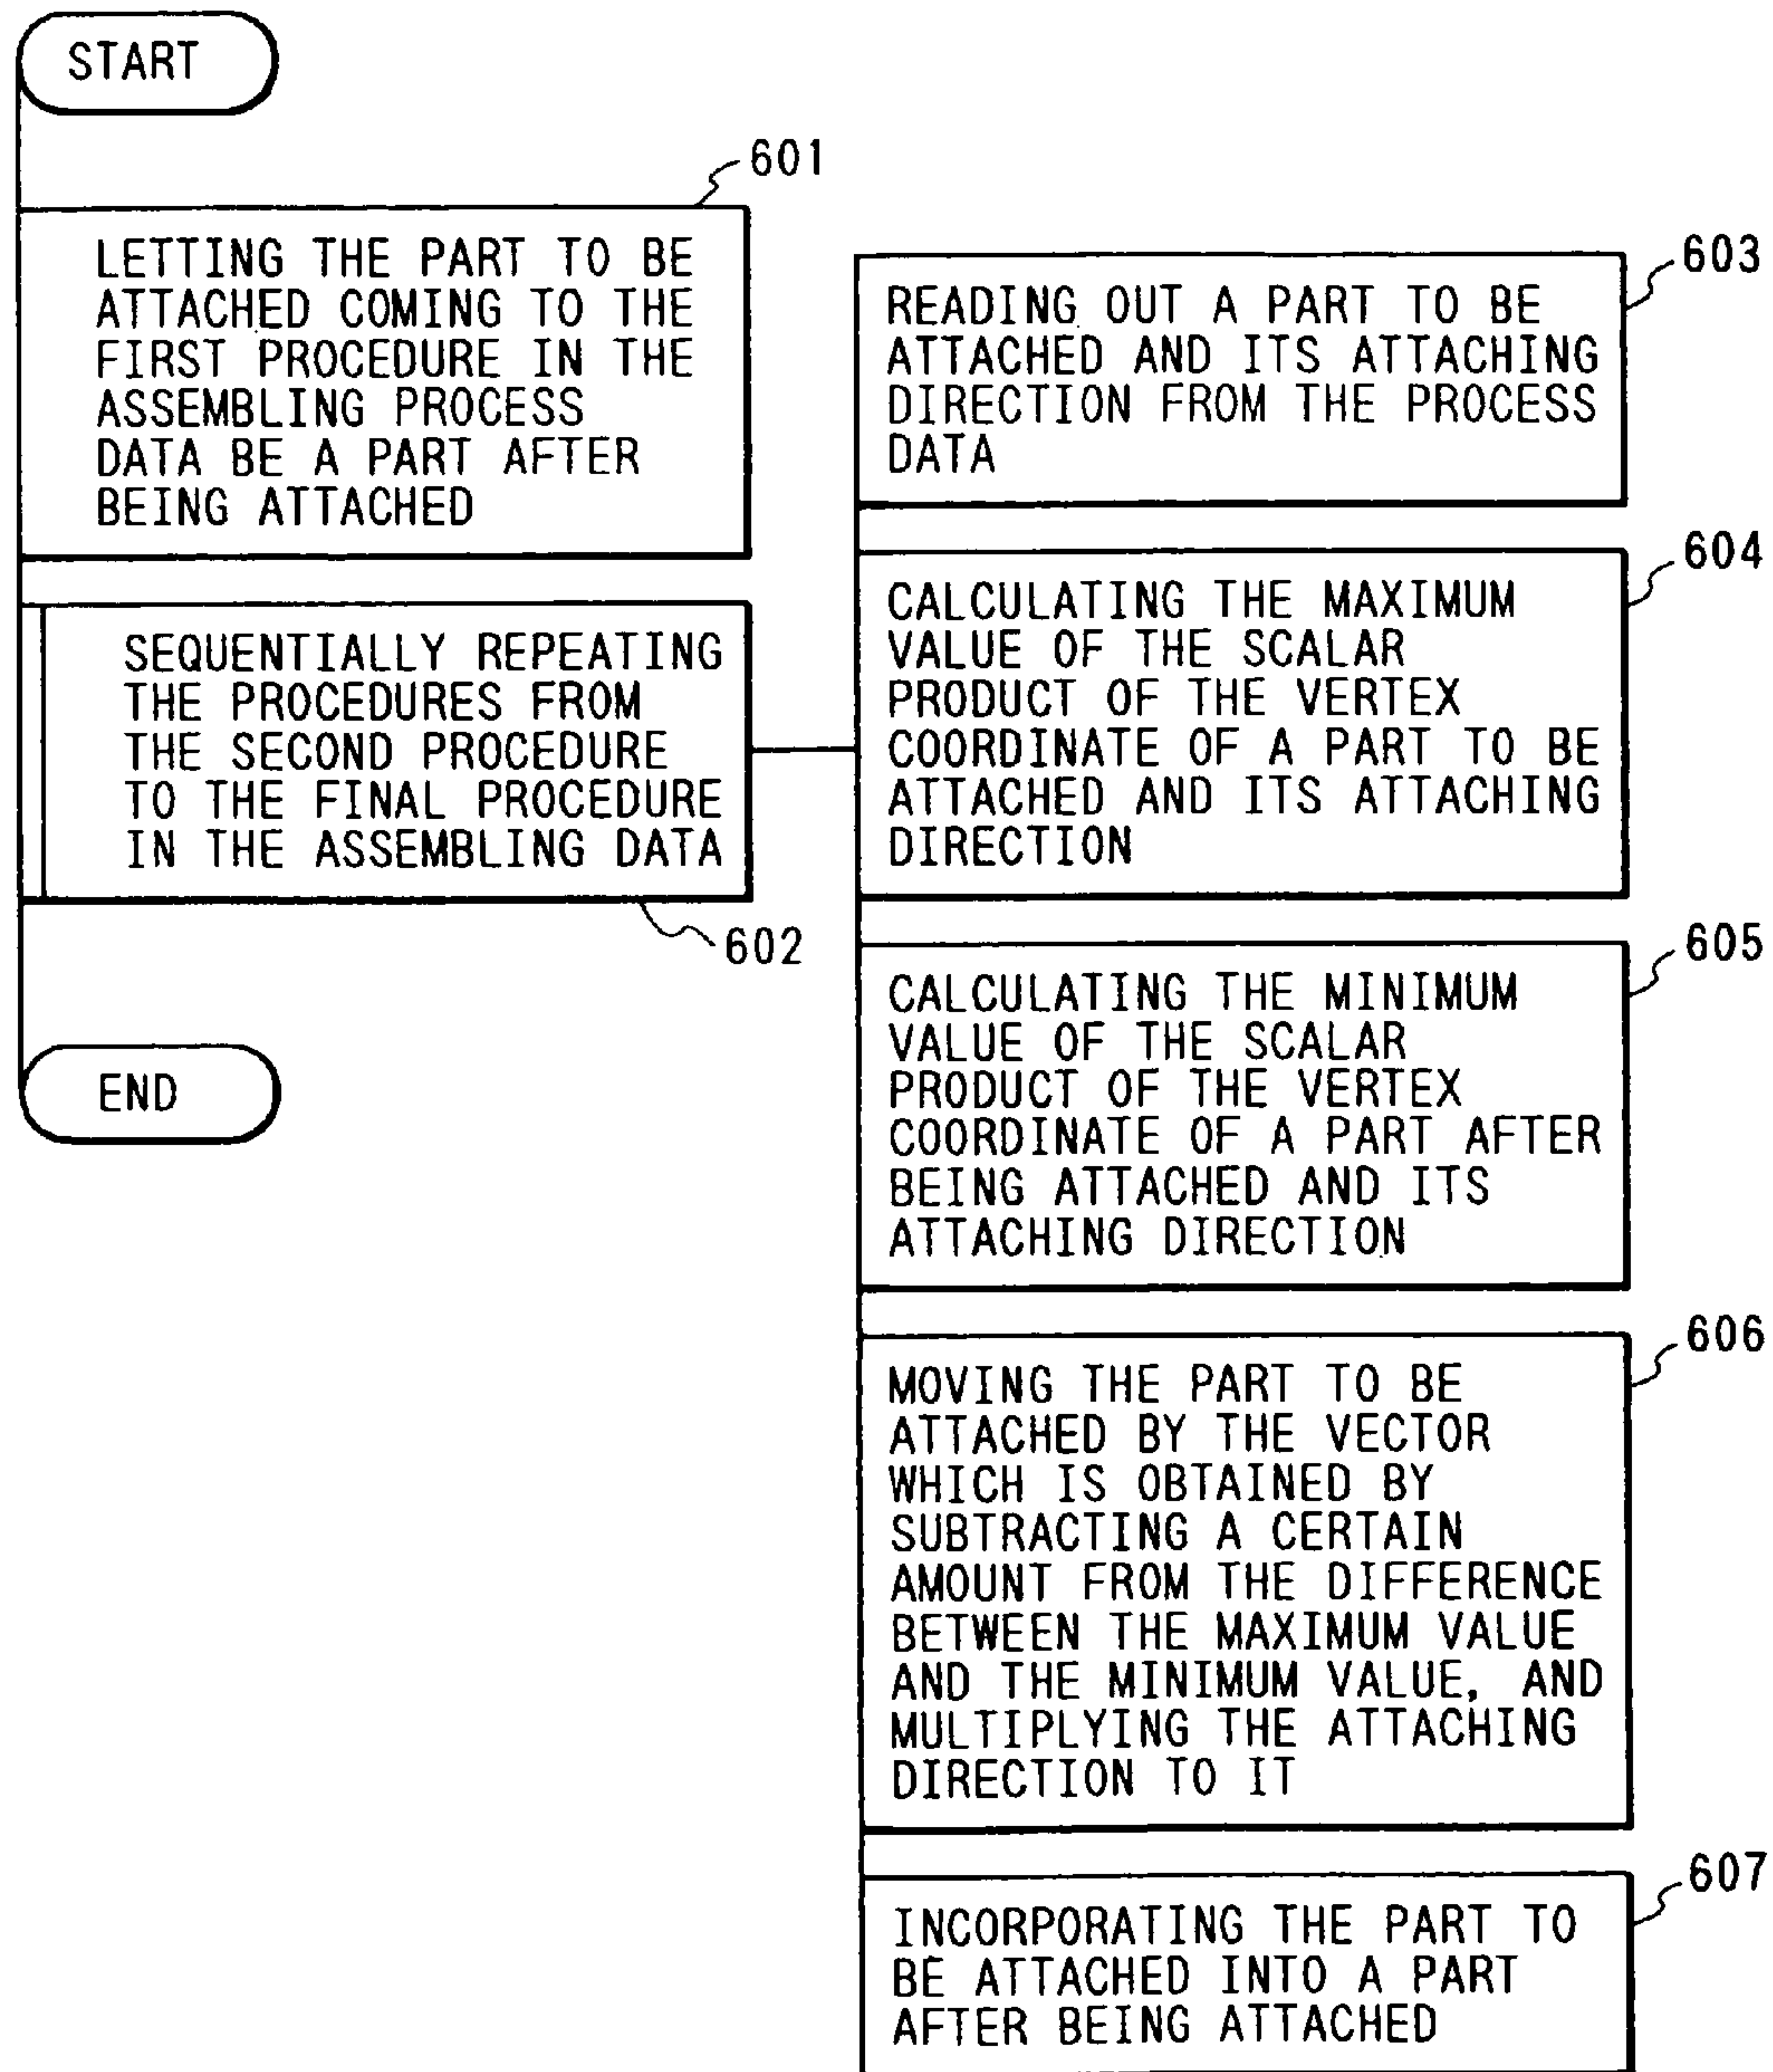 START
601
LETTING THE PART TO BE
ATTACHED COMING TO THE
FIRST PROCEDURE IN THE
ASSEMBLING PROCESS
DATA BE A PART AFTER
BEING ATTACHED
SEQUENTIALLY REPEATING
THE PROCEDURES FROM
THE SECOND PROCEDURE
TO THE FINAL PROCEDURE
IN THE ASSEMBLING DATA
602
END
603
READING OUT A PART TO BE
ATTACHED AND ITS ATTACHING
DIRECTION FROM THE PROCESS
DATA
604
CALCULATING THE MAXIMUM
VALUE OF THE SCALAR
PRODUCT OF THE VERTEX
COORDINATE OF A PART TO BE
ATTACHED AND ITS ATTACHING
DIRECTION
605
CALCULATING THE MINIMUM
VALUE OF THE SCALAR
PRODUCT OF THE VERTEX
COORDINATE OF A PART AFTER
BEING ATTACHED AND ITS
ATTACHING DIRECTION
606
MOVING THE PART TO BE
ATTACHED BY THE VECTOR
WHICH IS OBTAINED BY
SUBTRACTING A CERTAIN
AMOUNT FROM THE DIFFERENCE
BETWEEN THE MAXIMUM VALUE
AND THE MINIMUM VALUE, AND
MULTIPLYING THE ATTACHING
DIRECTION TO IT
607
INCORPORATING THE PART TO
BE ATTACHED INTO A PART
AFTER BEING ATTACHED